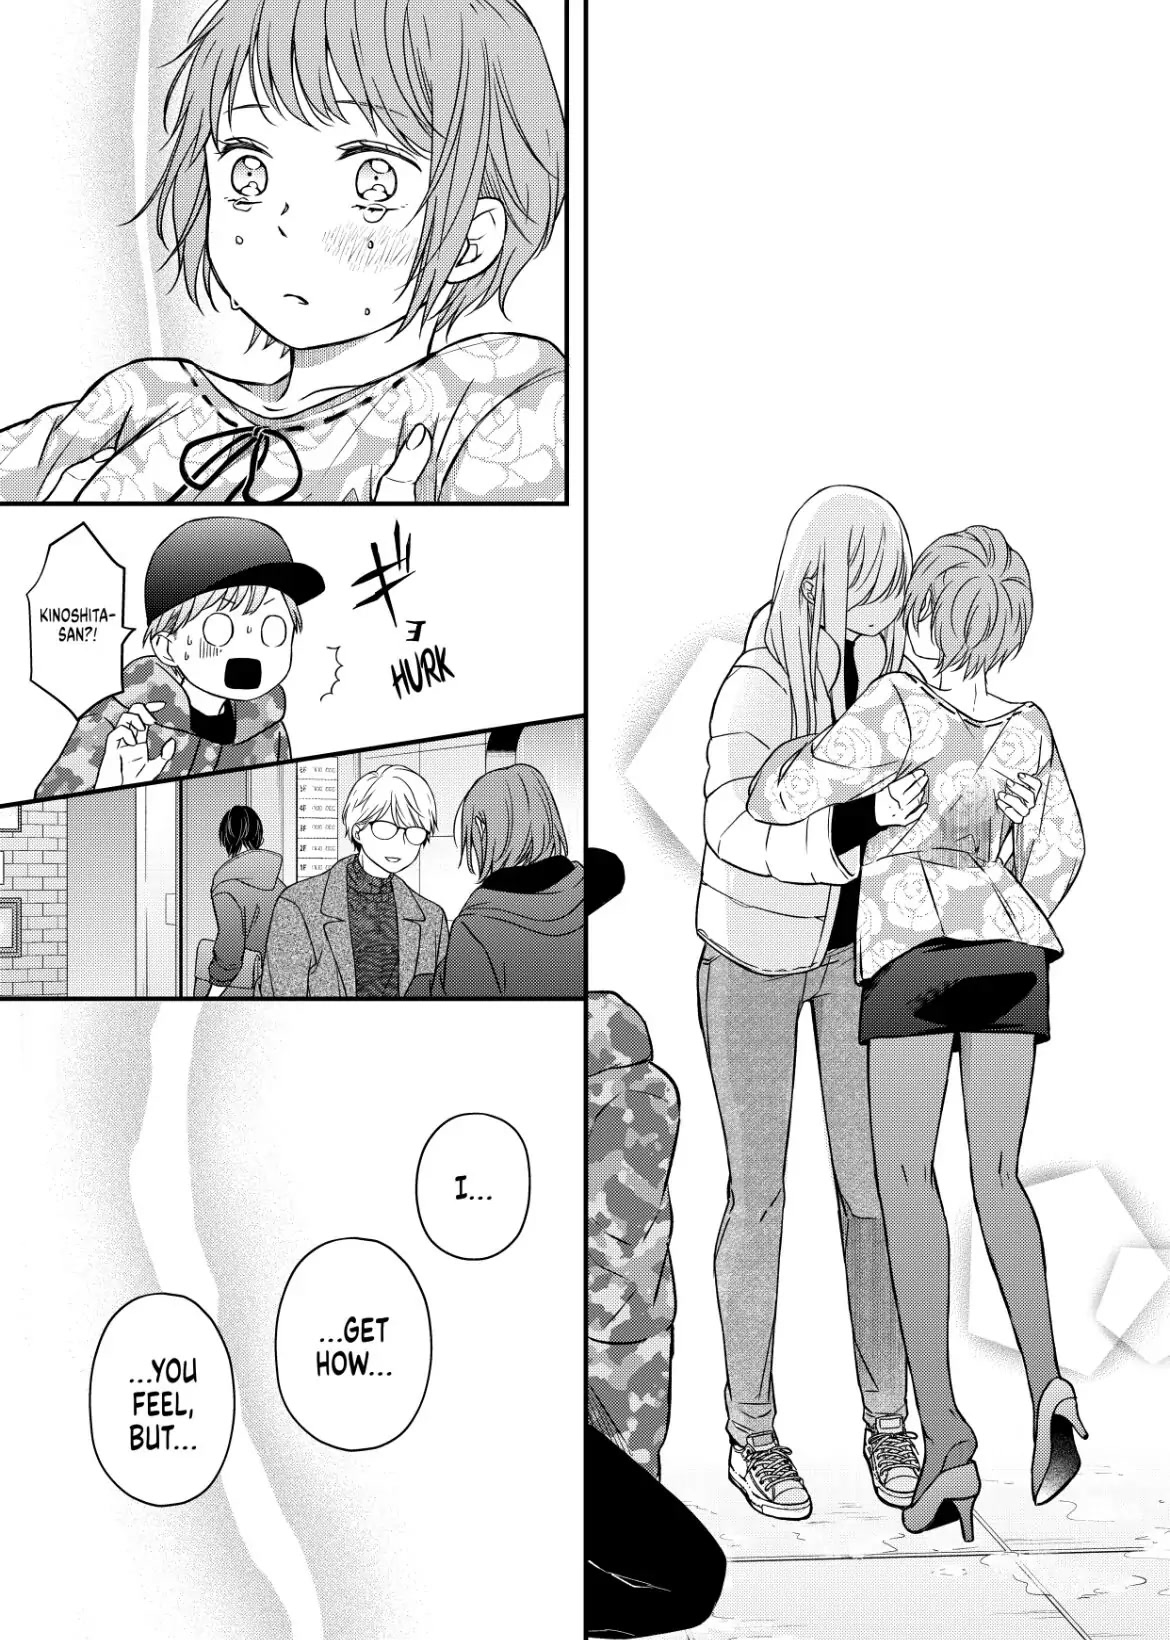 ギ
ョ
HURK
KINOSHITA-
SAN?!
I...
...GET
HOW...
...YOU
FEEL,
BUT...